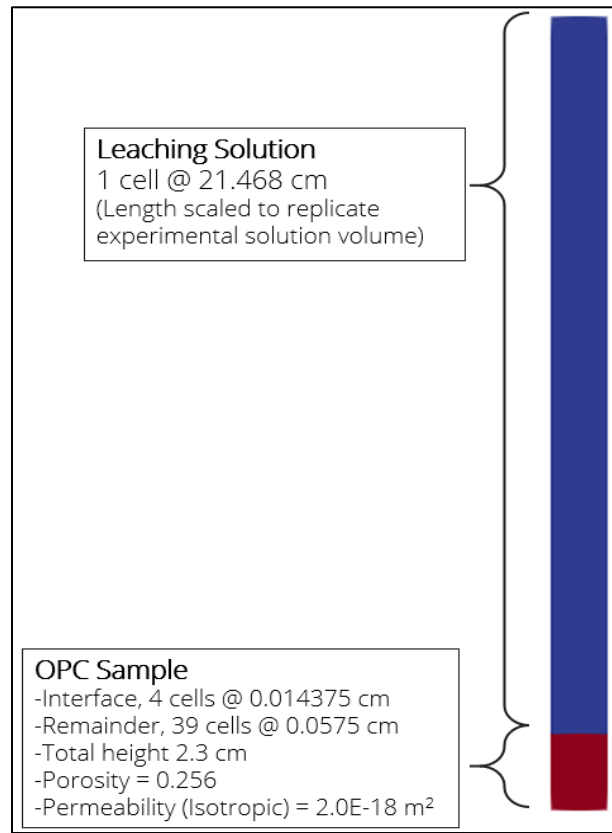 Leaching Solution
1 cell @ 21.468 cm
(Length scaled to replicate
experimental solution volume)
OPC Sample
-Interface, 4 cells @ 0.014375 cm
-Remainder, 39 cells @ 0.0575 cm
-Total height 2.3 cm
-Porosity = 0.256
-Permeability (Isotropic) = 2.0E-18 m²